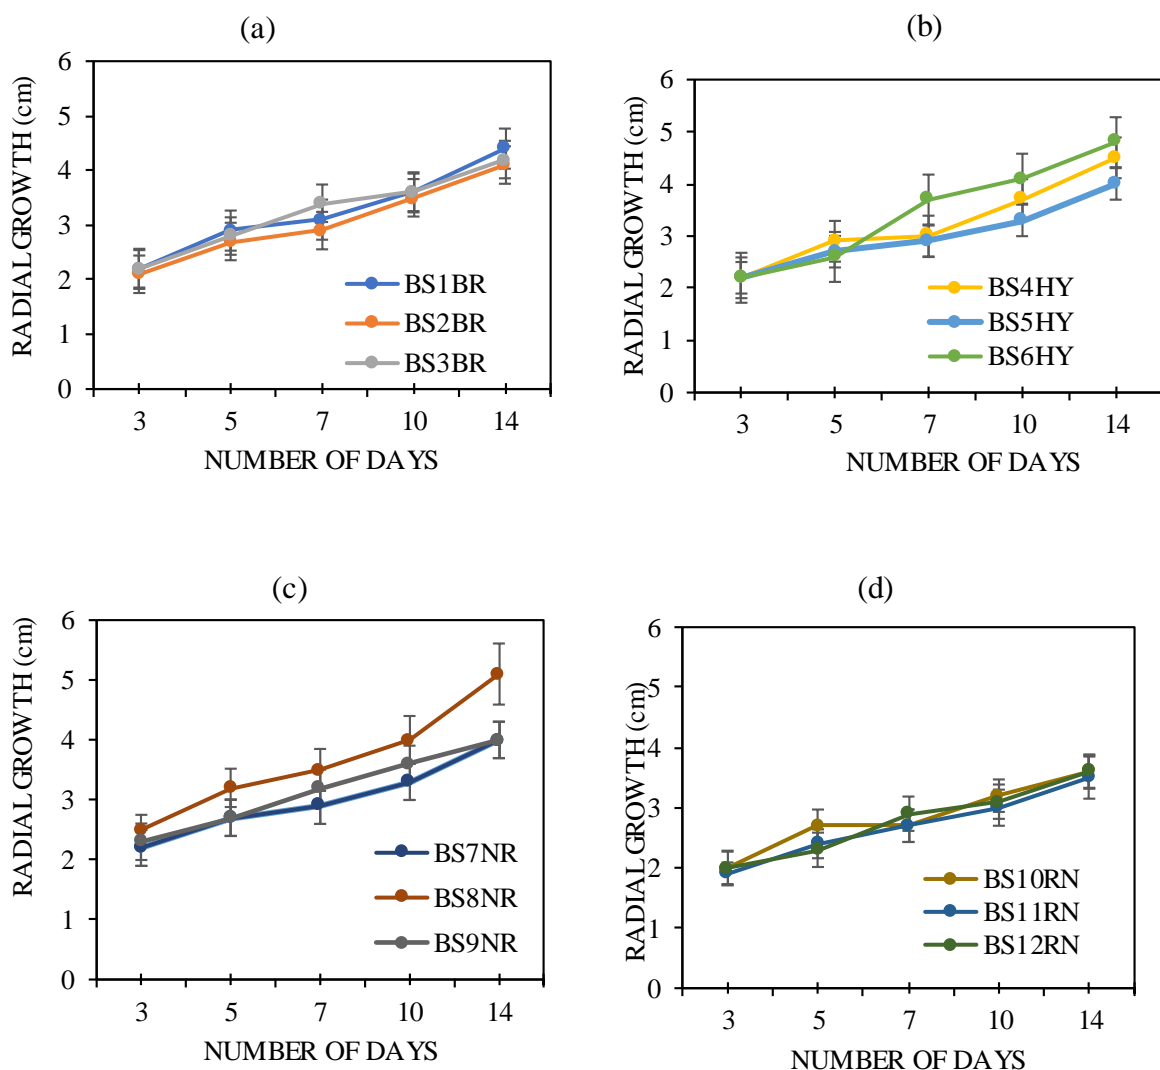 (a)
RADIAL GROWTH (cm)
6
5
4
3
2
1
0
BS1BR
BS2BR
BS3BR
3 5 7 10 14
NUMBER OF DAYS
(b)
RADIAL GROWTH (cm)
6
5
4
3
2
1
0
BS4HY
BS5HY
BS6HY
3 5 7 10 14
NUMBER OF DAYS
(c)
RADIAL GROWTH (cm)
6
5
4
3
2
1
0
BS7NR
BS8NR
BS9NR
3 5 7 10 14
NUMBER OF DAYS
(d)
RADIAL GROWTH (cm)
6
5
4
3
2
1
0
BS10RN
BS11RN
BS12RN
3 5 7 10 14
NUMBER OF DAYS